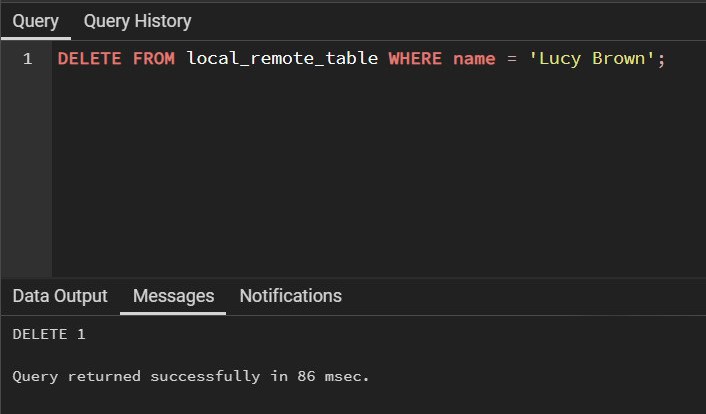 Query Query History
1 DELETE FROM local_remote_table WHERE name = 'Lucy Brown';
Data Output Messages Notifications
DELETE 1
Query returned successfully in 86 msec.